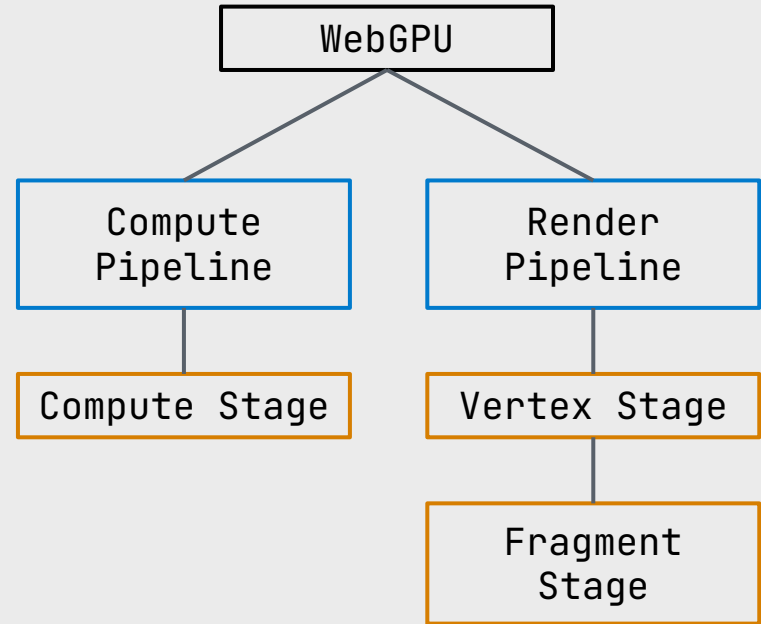 WebGPU
Compute
Pipeline
Render
Pipeline
Compute Stage
Vertex Stage
Fragment
Stage